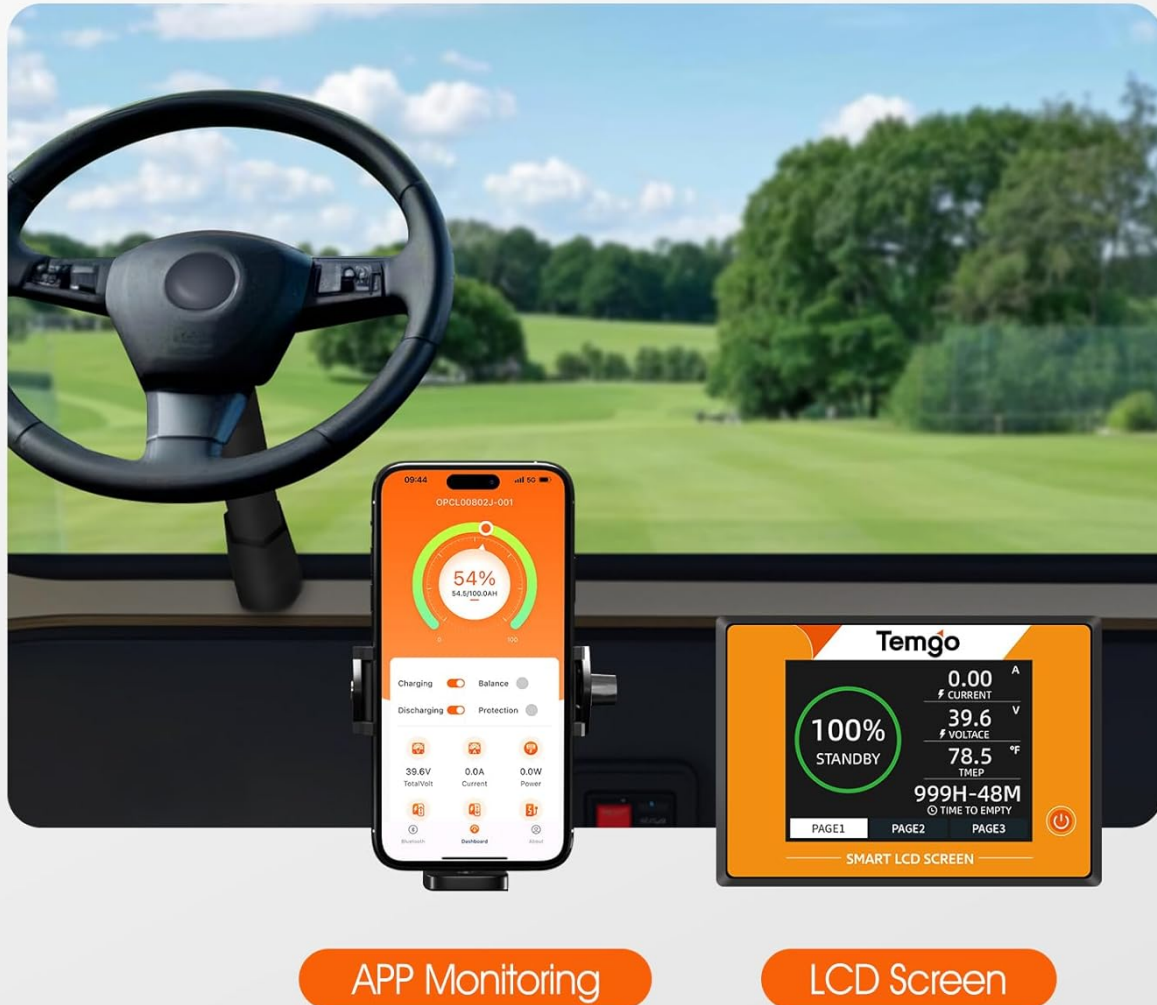 09:44
5G
OPCL00802J-001
54%
54.5/100.0AH
0
100
Charging
Balance
Discharging
Protection
39.6V
TotalVolt
0.0A
Current
0.0W
Power
Bluetooth
Dashboard
About
Temgo
100%
STANDBY
0.00 A
CURRENT
39.6 V
VOLTACE
78.5 °F
TMEP
999H-48M
TIME TO EMPTY
PAGE1
PAGE2
PAGE3
SMART LCD SCREEN
APP Monitoring
LCD Screen